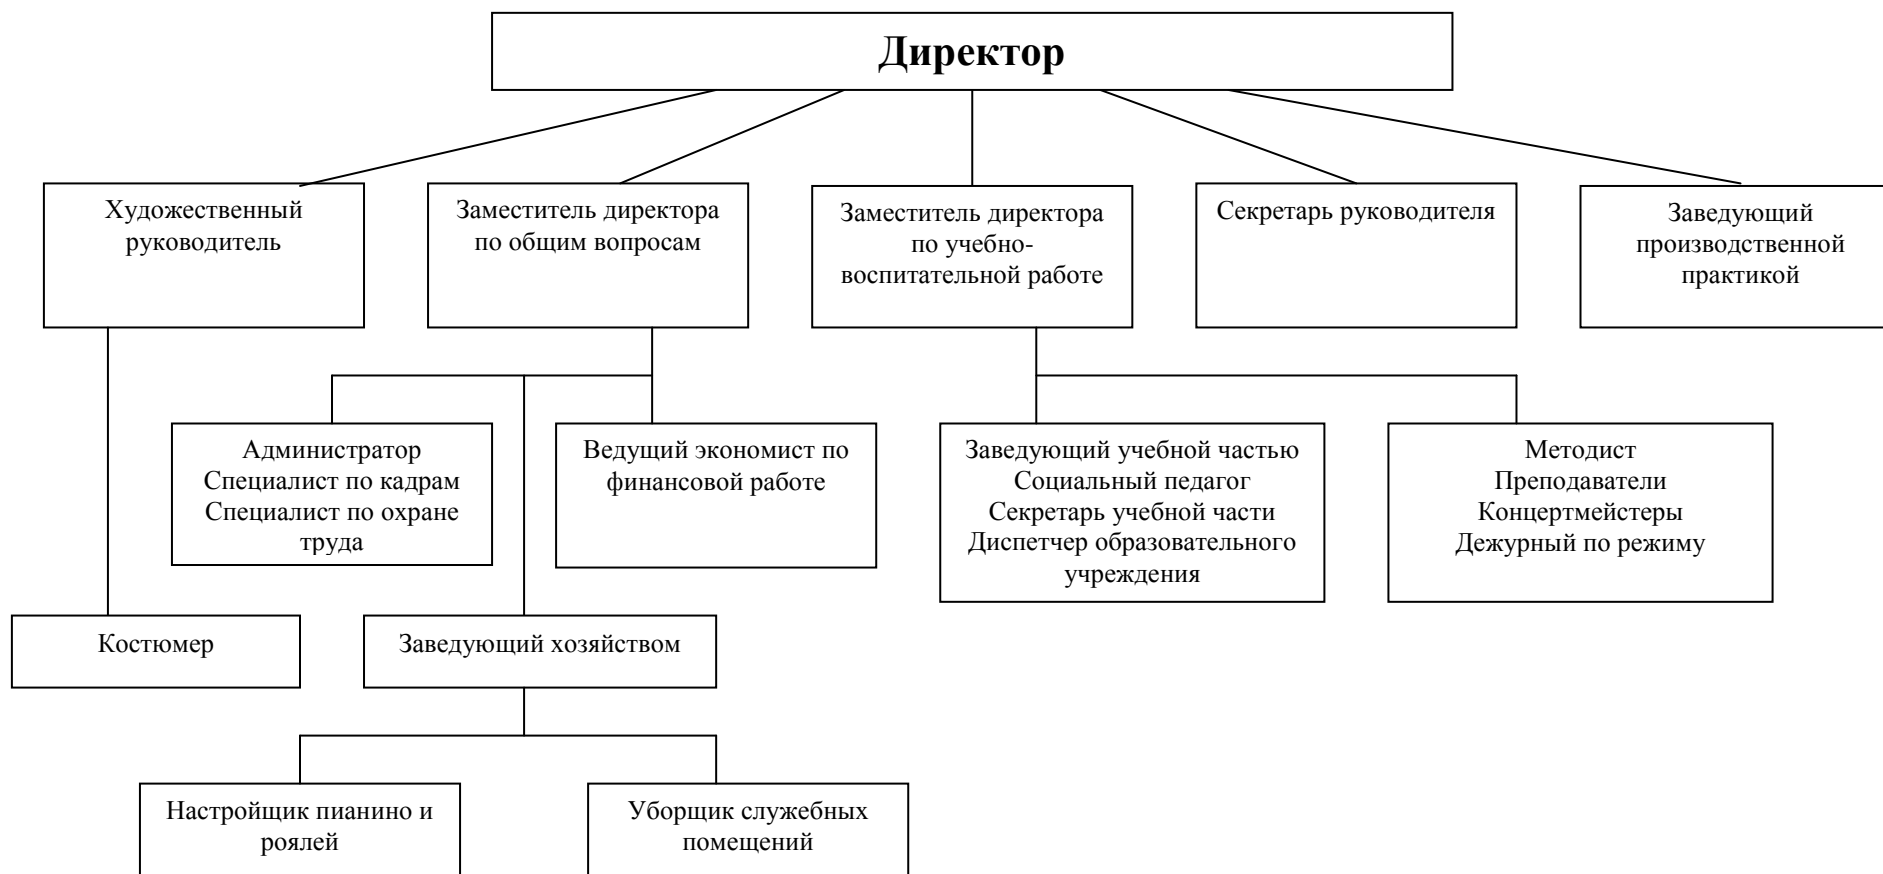 Директор
Художественный
руководитель
Заместитель директора
по общим вопросам
Заместитель директора
по учебно-
воспитательной работе
Секретарь руководителя
Заведующий
производственной
практикой
Администратор
Специалист по кадрам
Специалист по охране
труда
Ведущий экономист по
финансовой работе
Заведующий учебной частью
Социальный педагог
Секретарь учебной части
Диспетчер образовательного
учреждения
Методист
Преподаватели
Концертмейстеры
Дежурный по режиму
Костюмер
Заведующий хозяйством
Настройщик пианино и
роялей
Уборщик служебных
помещений